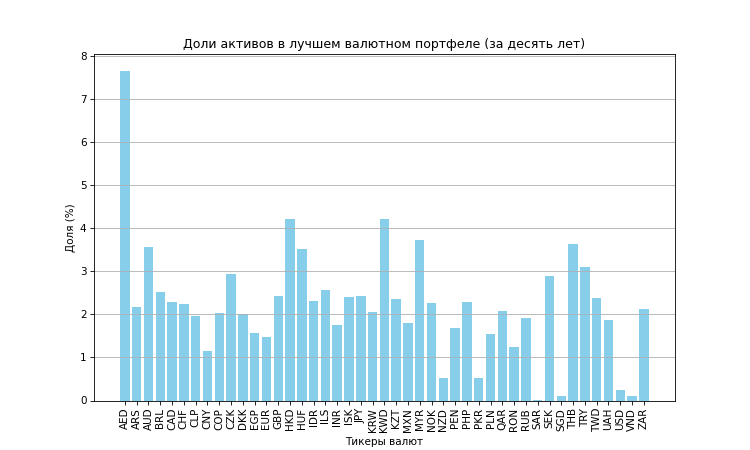 Доли активов в лучшем валютном портфеле (за десять лет)
8
7
6
5
4
3
2
1
0
Доля (%)
AED ARS AUD BRL CAD CHF CLP CNY COP CZK DKK EGP EUR GBP HKD HUF IDR ILS INR ISK JPY KRW KWD KZT MXN MYR NOK NZD PEN PHP PKR PLN QAR RON RUB SAR SEK SGD THB TRY TWD UAH USD VND ZAR
Тикеры валют